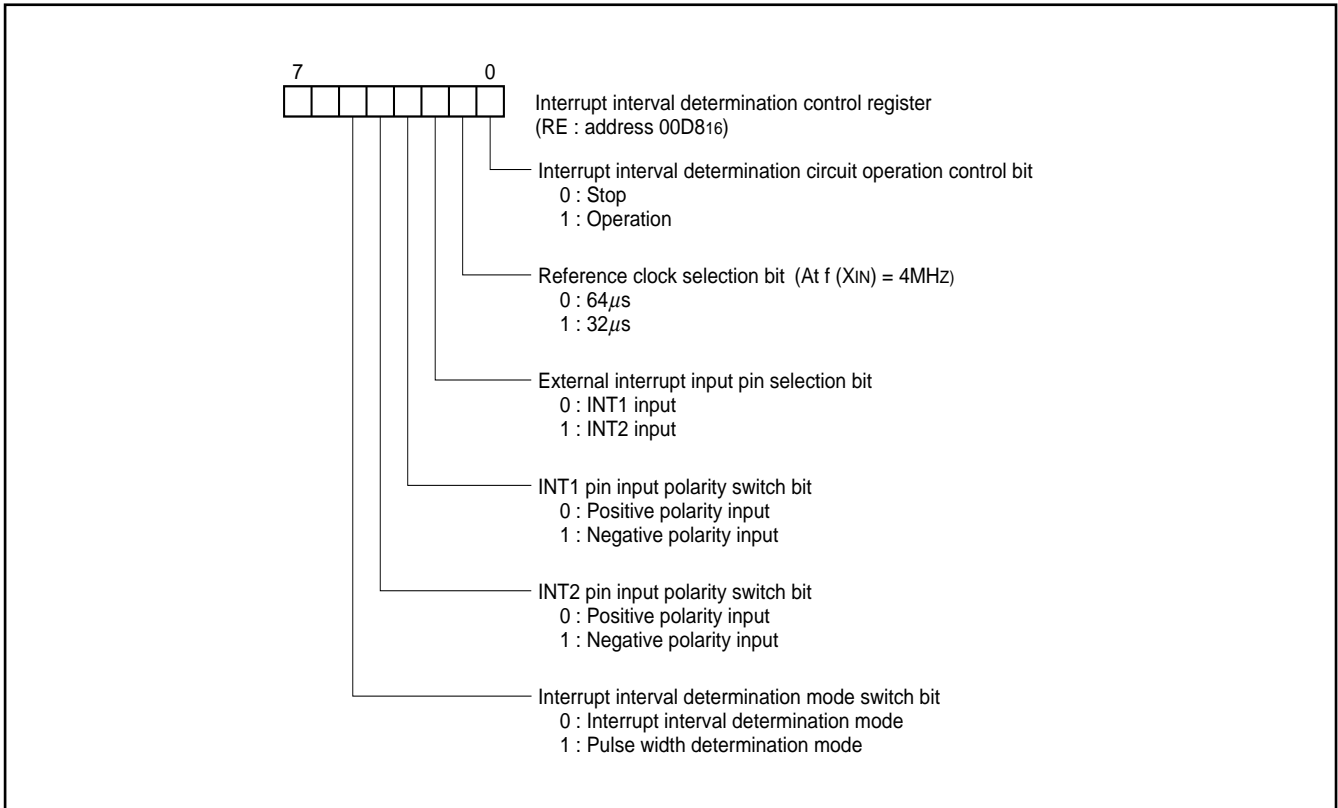 7 0
Interrupt interval determination control register
(RE : address 00D816)
Interrupt interval determination circuit operation control bit
0 : Stop
1 : Operation
Reference clock selection bit (At f (XIN) = 4MHZ)
0 : 64µs
1 : 32µs
External interrupt input pin selection bit
0 : INT1 input
1 : INT2 input
INT1 pin input polarity switch bit
0 : Positive polarity input
1 : Negative polarity input
INT2 pin input polarity switch bit
0 : Positive polarity input
1 : Negative polarity input
Interrupt interval determination mode switch bit
0 : Interrupt interval determination mode
1 : Pulse width determination mode